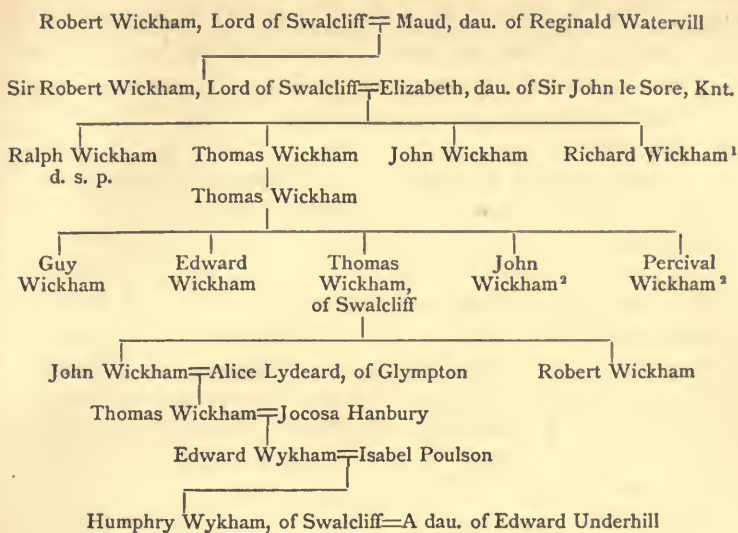 Robert Wickham, Lord of Swalcliff = Maud, dau. of Reginald Watervill
Sir Robert Wickham, Lord of Swalcliff = Elizabeth, dau. of Sir John le Sore, Knt.
Ralph Wickham d. s. p. Thomas Wickham John Wickham Richard Wickham¹
Thomas Wickham
Guy Wickham Edward Wickham Thomas Wickham, of Swalcliff John Wickham² Percival Wickham²
John Wickham = Alice Lydeard, of Glympton Robert Wickham
Thomas Wickham = Jocosa Hanbury
Edward Wykham = Isabel Poulson
Humphry Wykham, of Swalcliff = A dau. of Edward Underhill